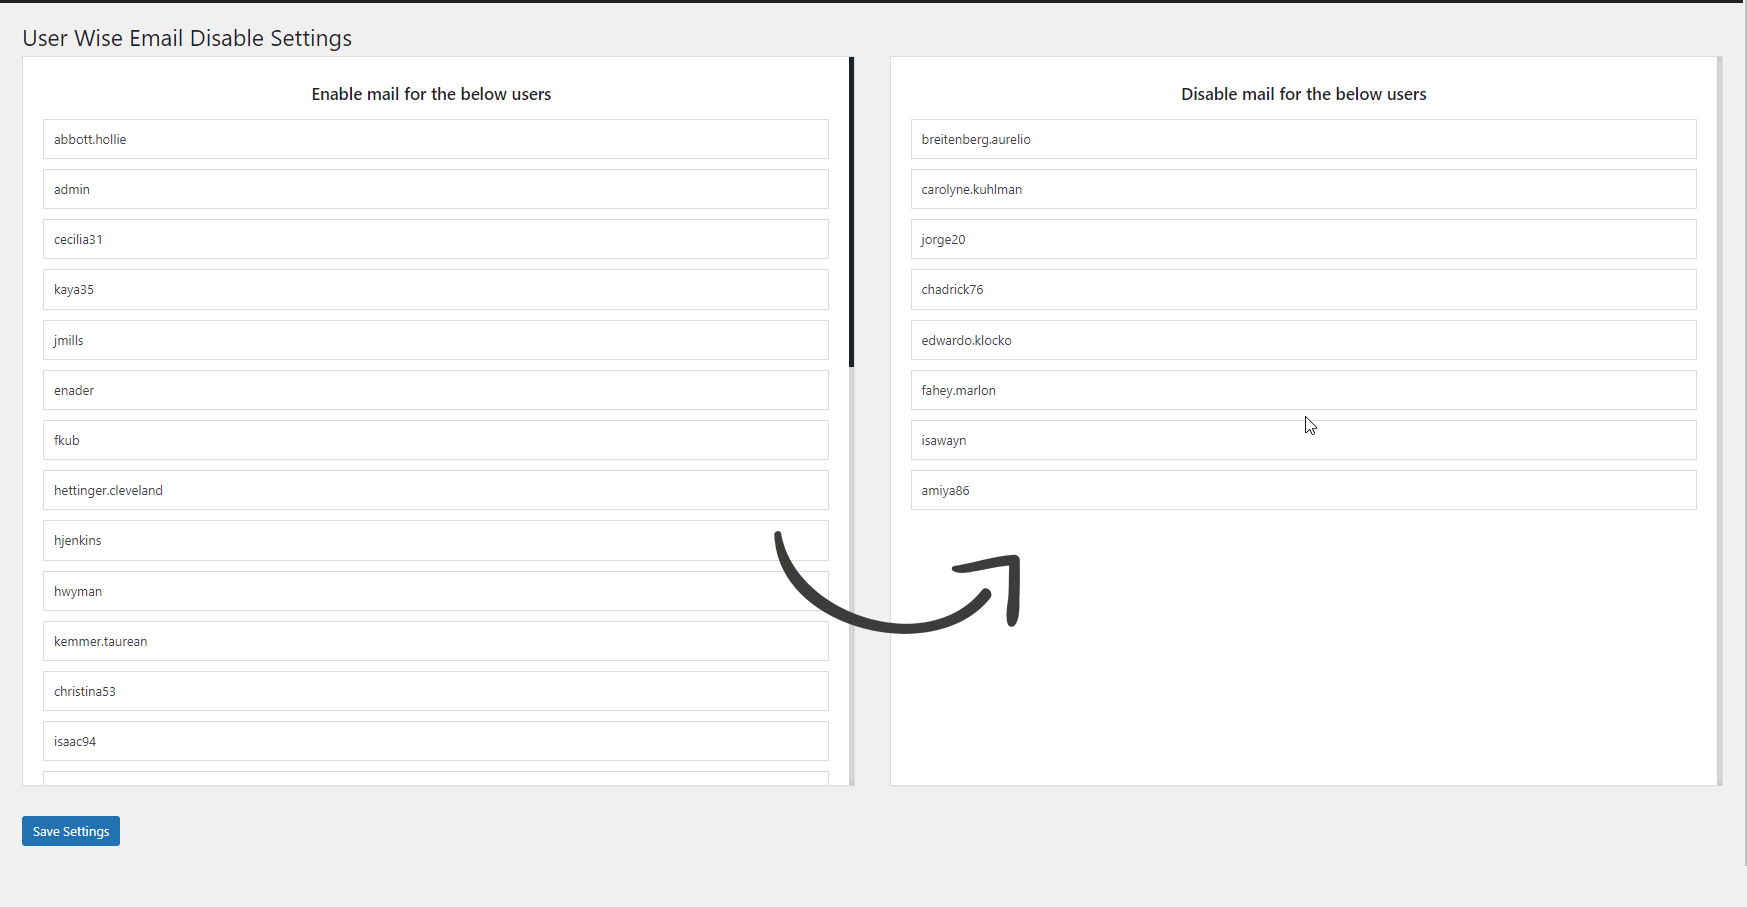 User Wise Email Disable Settings
Enable mail for the below users
abbott.hollie
admin
cecilia31
kaya35
jmills
enader
fkub
hettinger.cleveland
hjenkins
hwyman
kemmer.taurean
christina53
isaac94
Disable mail for the below users
breitenberg.aurelio
carolyne.kuhlman
jorge20
chadrick76
edwardo.klocko
fahey.marlon
isawayn
amiya86
Save Settings